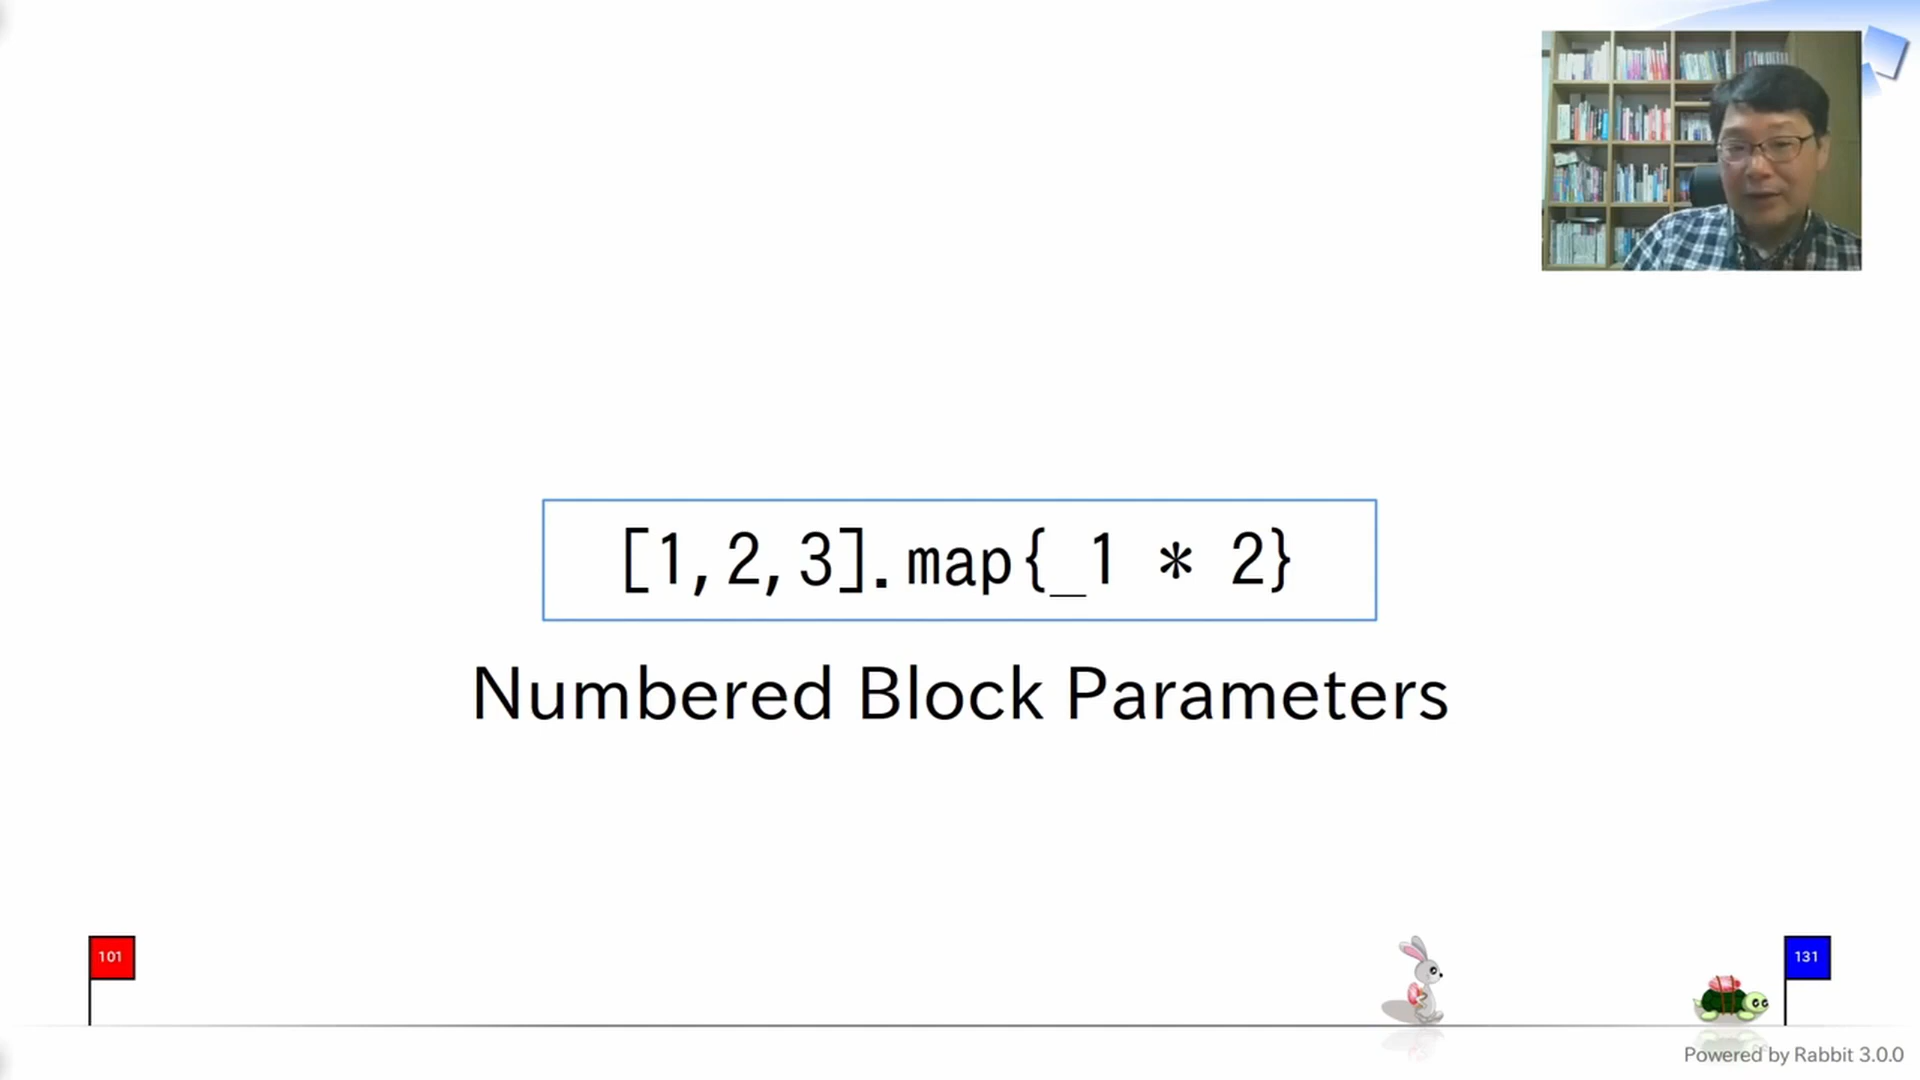 [1,2,3].map{_1 * 2}
Numbered Block Parameters
101
131
Powered by Rabbit 3.0.0